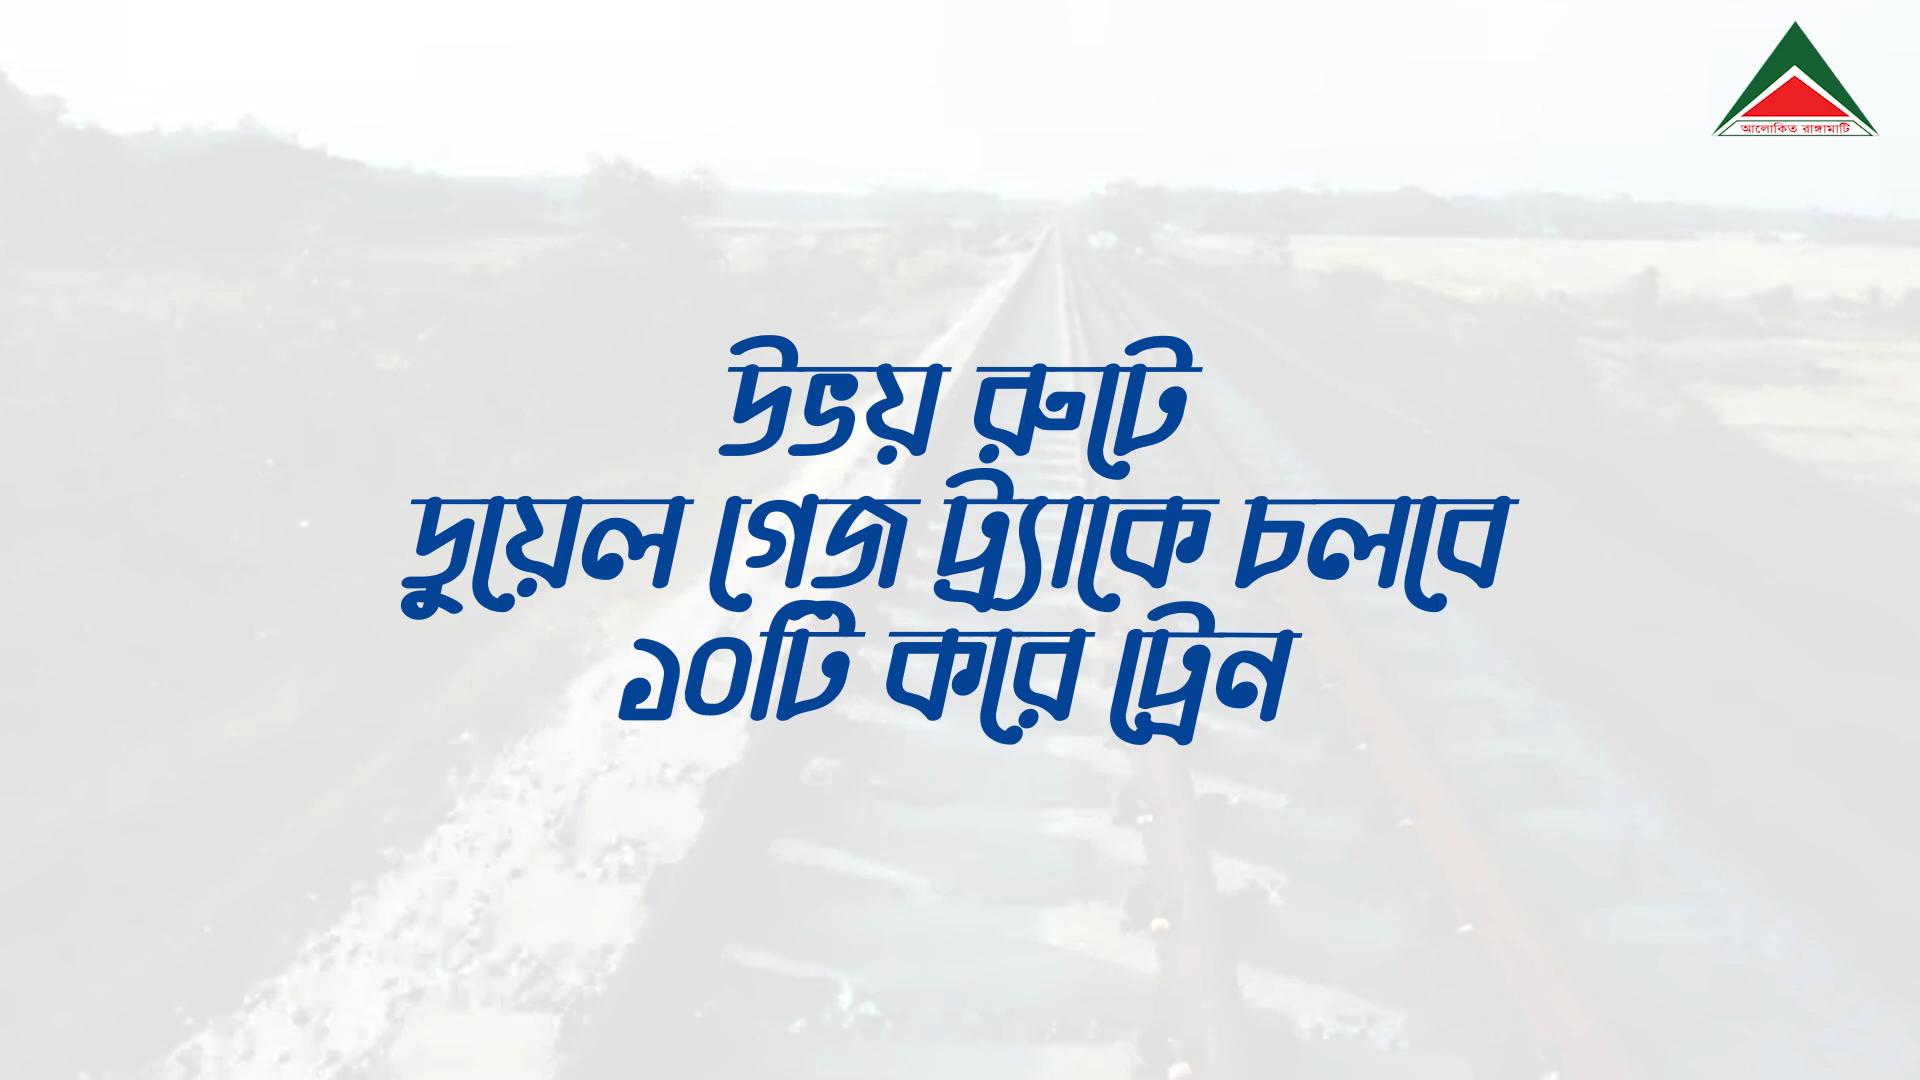 আলোকিত রাঙ্গামাটি
উভয় রুটে
ডুয়েল গেজ ট্র্যাকে চলবে
১০টি করে ট্রেন